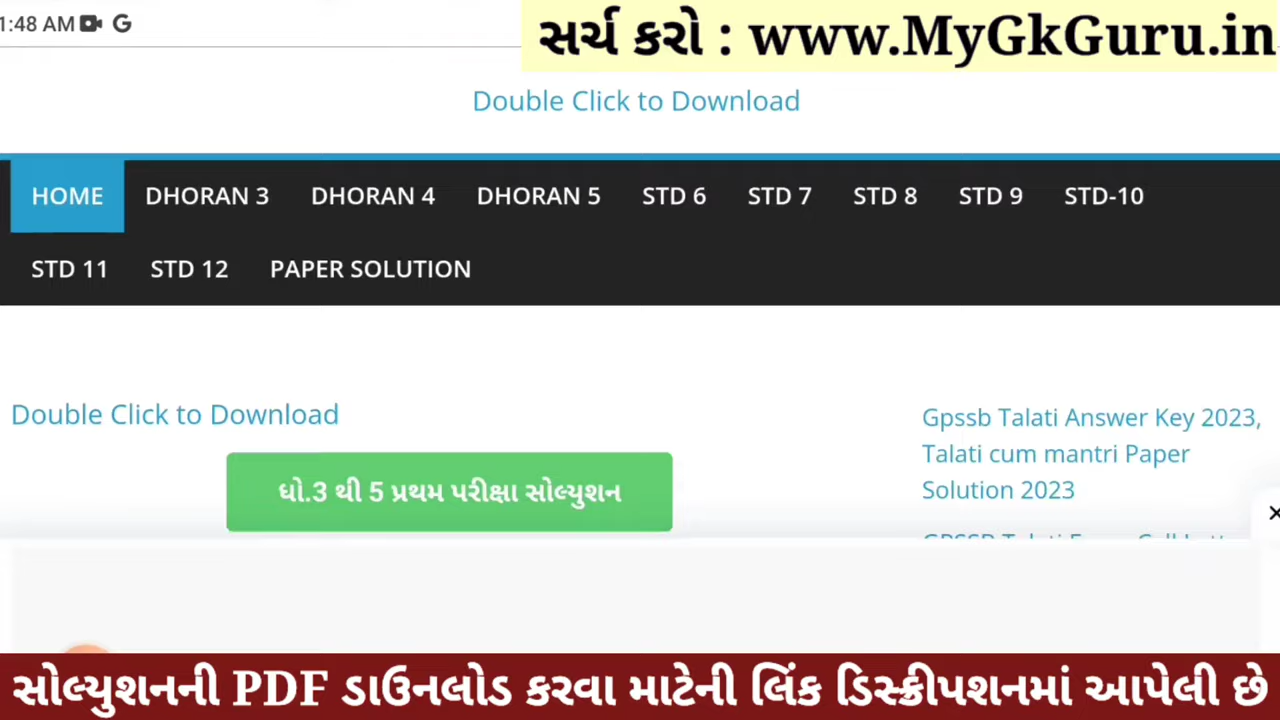 1:48 AM
સર્ચ કરો : www.MyGkGuru.in
Double Click to Download
HOME DHORAN 3 DHORAN 4 DHORAN 5 STD 6 STD 7 STD 8 STD 9 STD-10
STD 11 STD 12 PAPER SOLUTION
Double Click to Download
ધો.3 થી 5 પ્રથમ પરીક્ષા સોલ્યુશન
Gpssb Talati Answer Key 2023,
Talati cum mantri Paper
Solution 2023
સોલ્યુશનની PDF ડાઉનલોડ કરવા માટેની લિંક ડિસ્ક્રીપશનમાં આપેલી છે